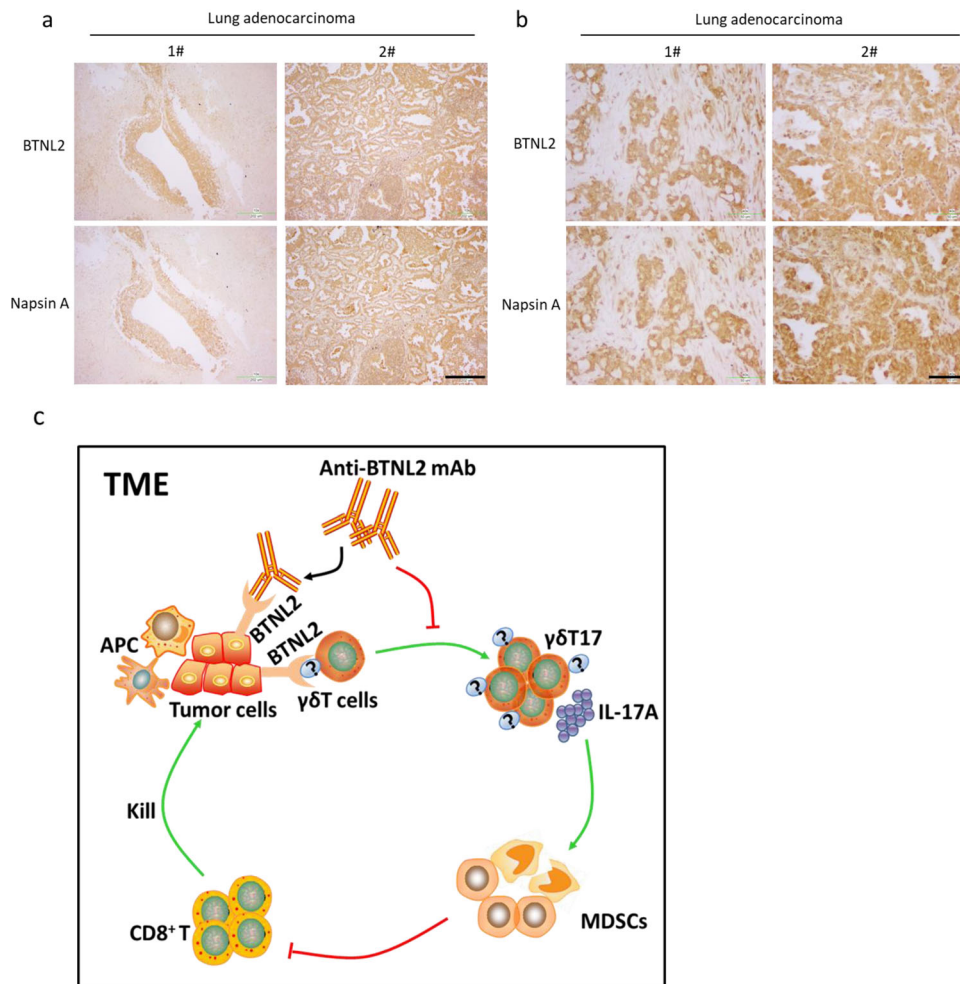 a
Lung adenocarcinoma
1#
2#
BTNL2
Napsin A
b
Lung adenocarcinoma
1#
2#
BTNL2
Napsin A
c
TME
Anti-BTNL2 mAb
BTNL2
BTNL2
APC
?
γδT17
?
?
?
?
Tumor cells
γδT cells
IL-17A
Kill
CD8⁺ T
MDSCs